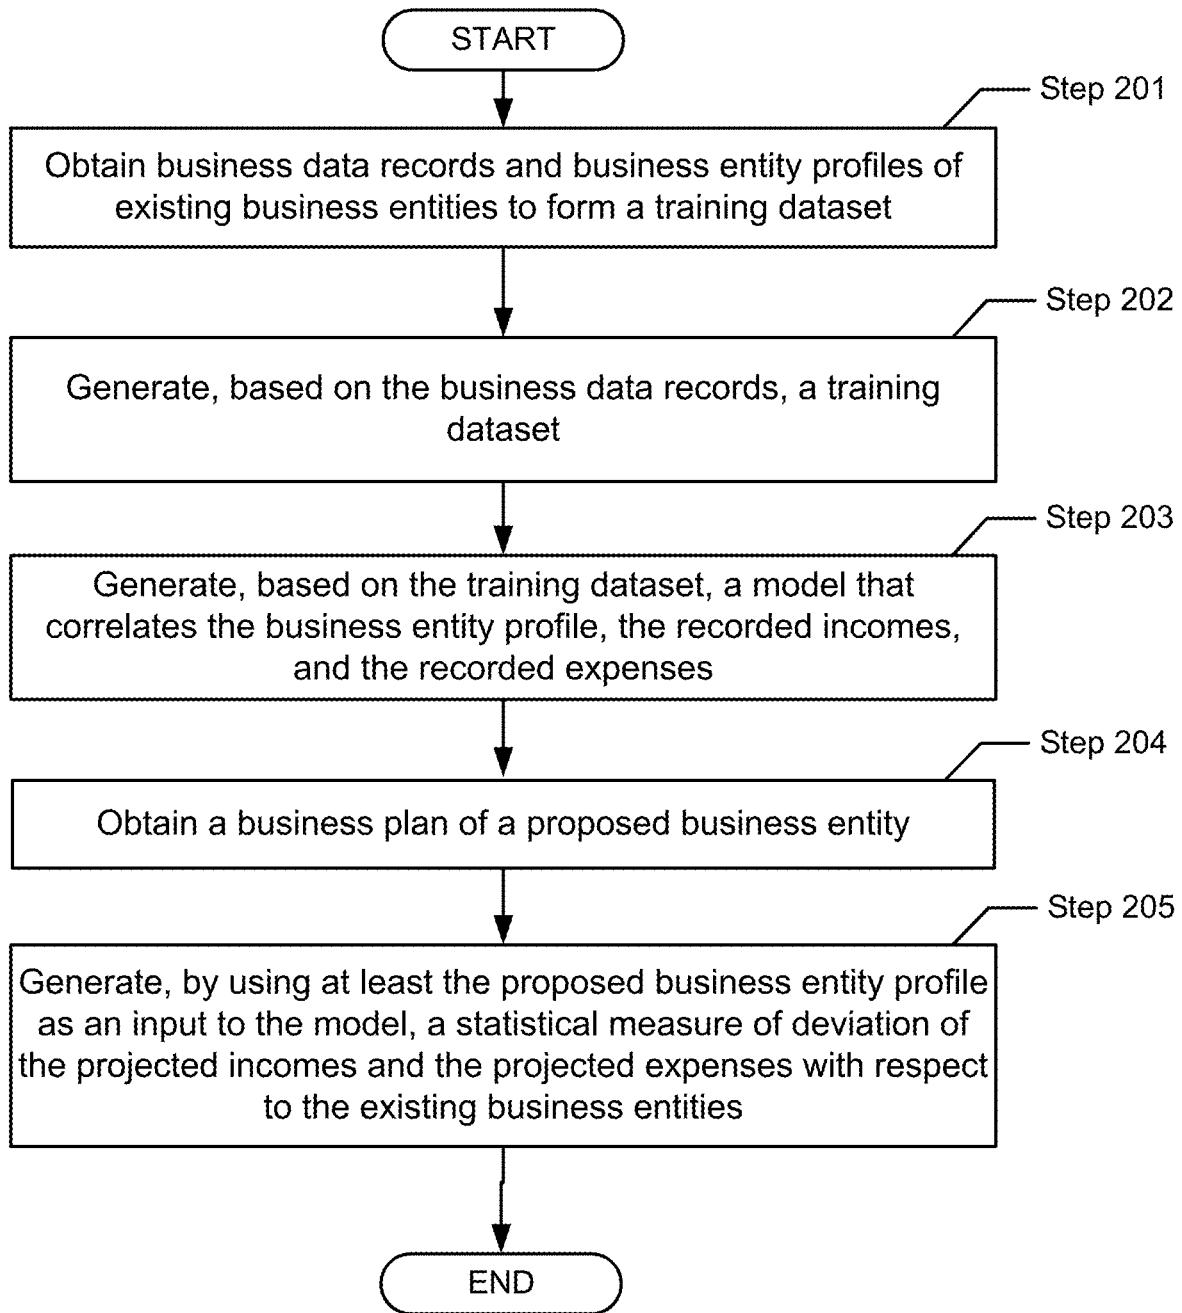 START
Step 201
Obtain business data records and business entity profiles of
existing business entities to form a training dataset
Step 202
Generate, based on the business data records, a training
dataset
Step 203
Generate, based on the training dataset, a model that
correlates the business entity profile, the recorded incomes,
and the recorded expenses
Step 204
Obtain a business plan of a proposed business entity
Step 205
Generate, by using at least the proposed business entity profile
as an input to the model, a statistical measure of deviation of
the projected incomes and the projected expenses with respect
to the existing business entities
END